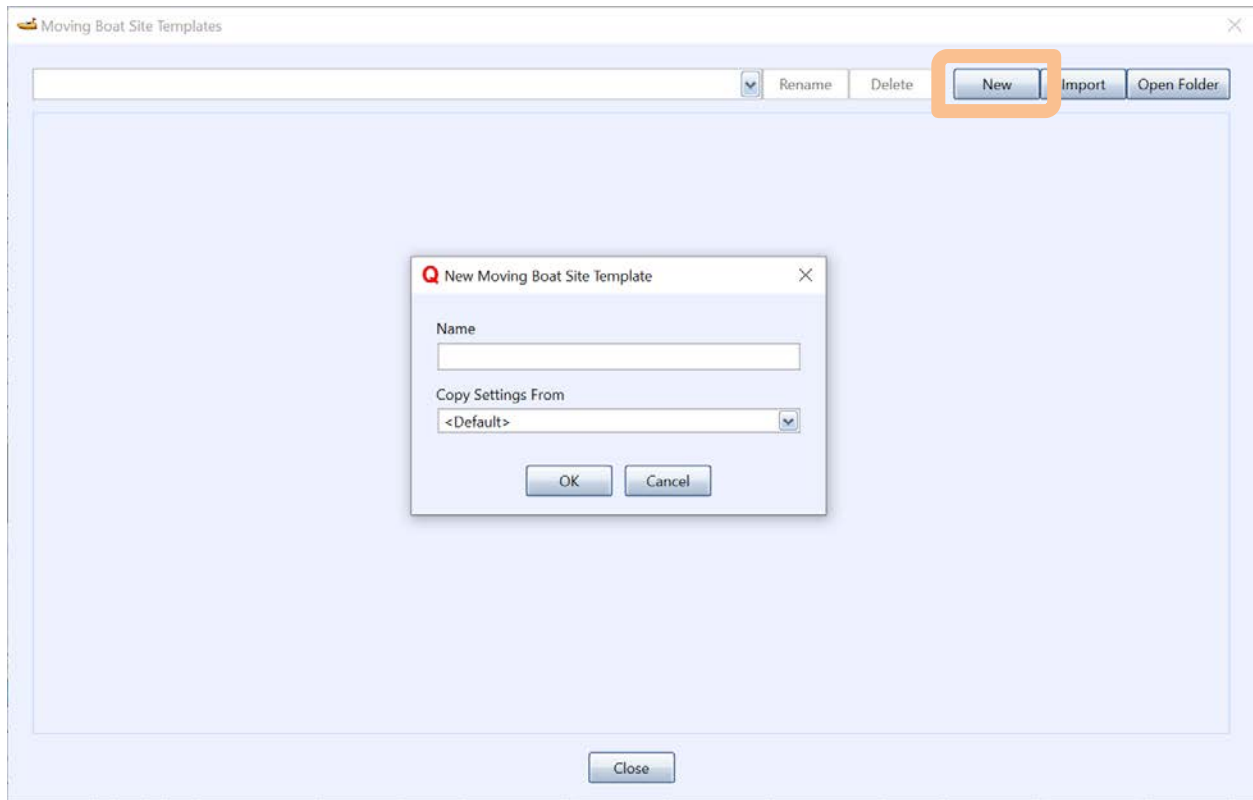 Moving Boat Site Templates
Rename Delete New Import Open Folder
Q New Moving Boat Site Template
Name
Copy Settings From
<Default>
OK Cancel
Close